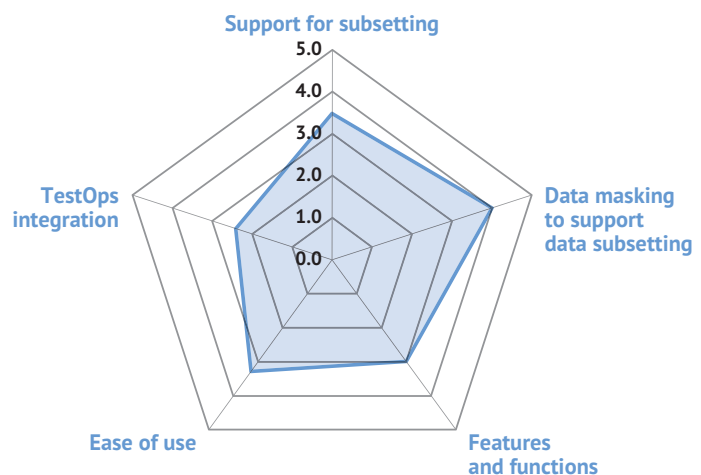 Support for subsetting
5.0
4.0
3.0
2.0
1.0
0.0
TestOps
integration
Data masking
to support
data subsetting
Ease of use
Features
and functions